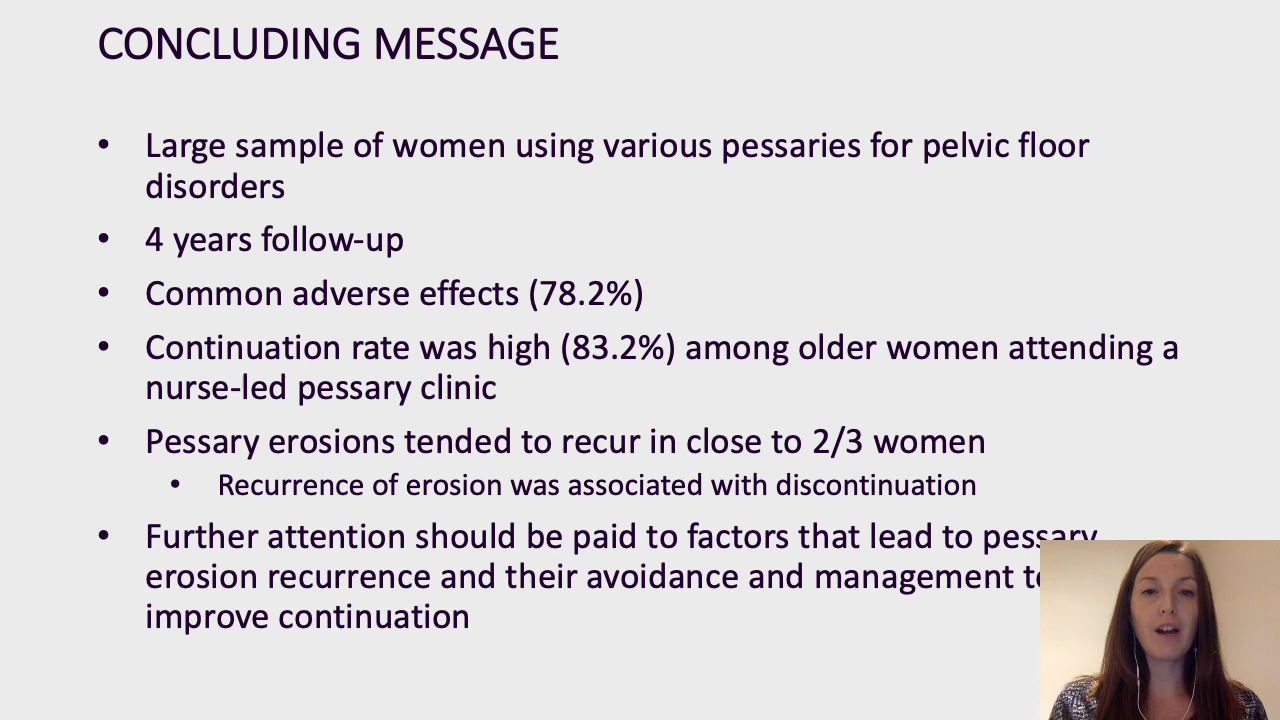 CONCLUDING MESSAGE
• Large sample of women using various pessaries for pelvic floor
disorders
• 4 years follow-up
• Common adverse effects (78.2%)
• Continuation rate was high (83.2%) among older women attending a
nurse-led pessary clinic
• Pessary erosions tended to recur in close to 2/3 women
• Recurrence of erosion was associated with discontinuation
• Further attention should be paid to factors that lead to pessary
erosion recurrence and their avoidance and management to
improve continuation